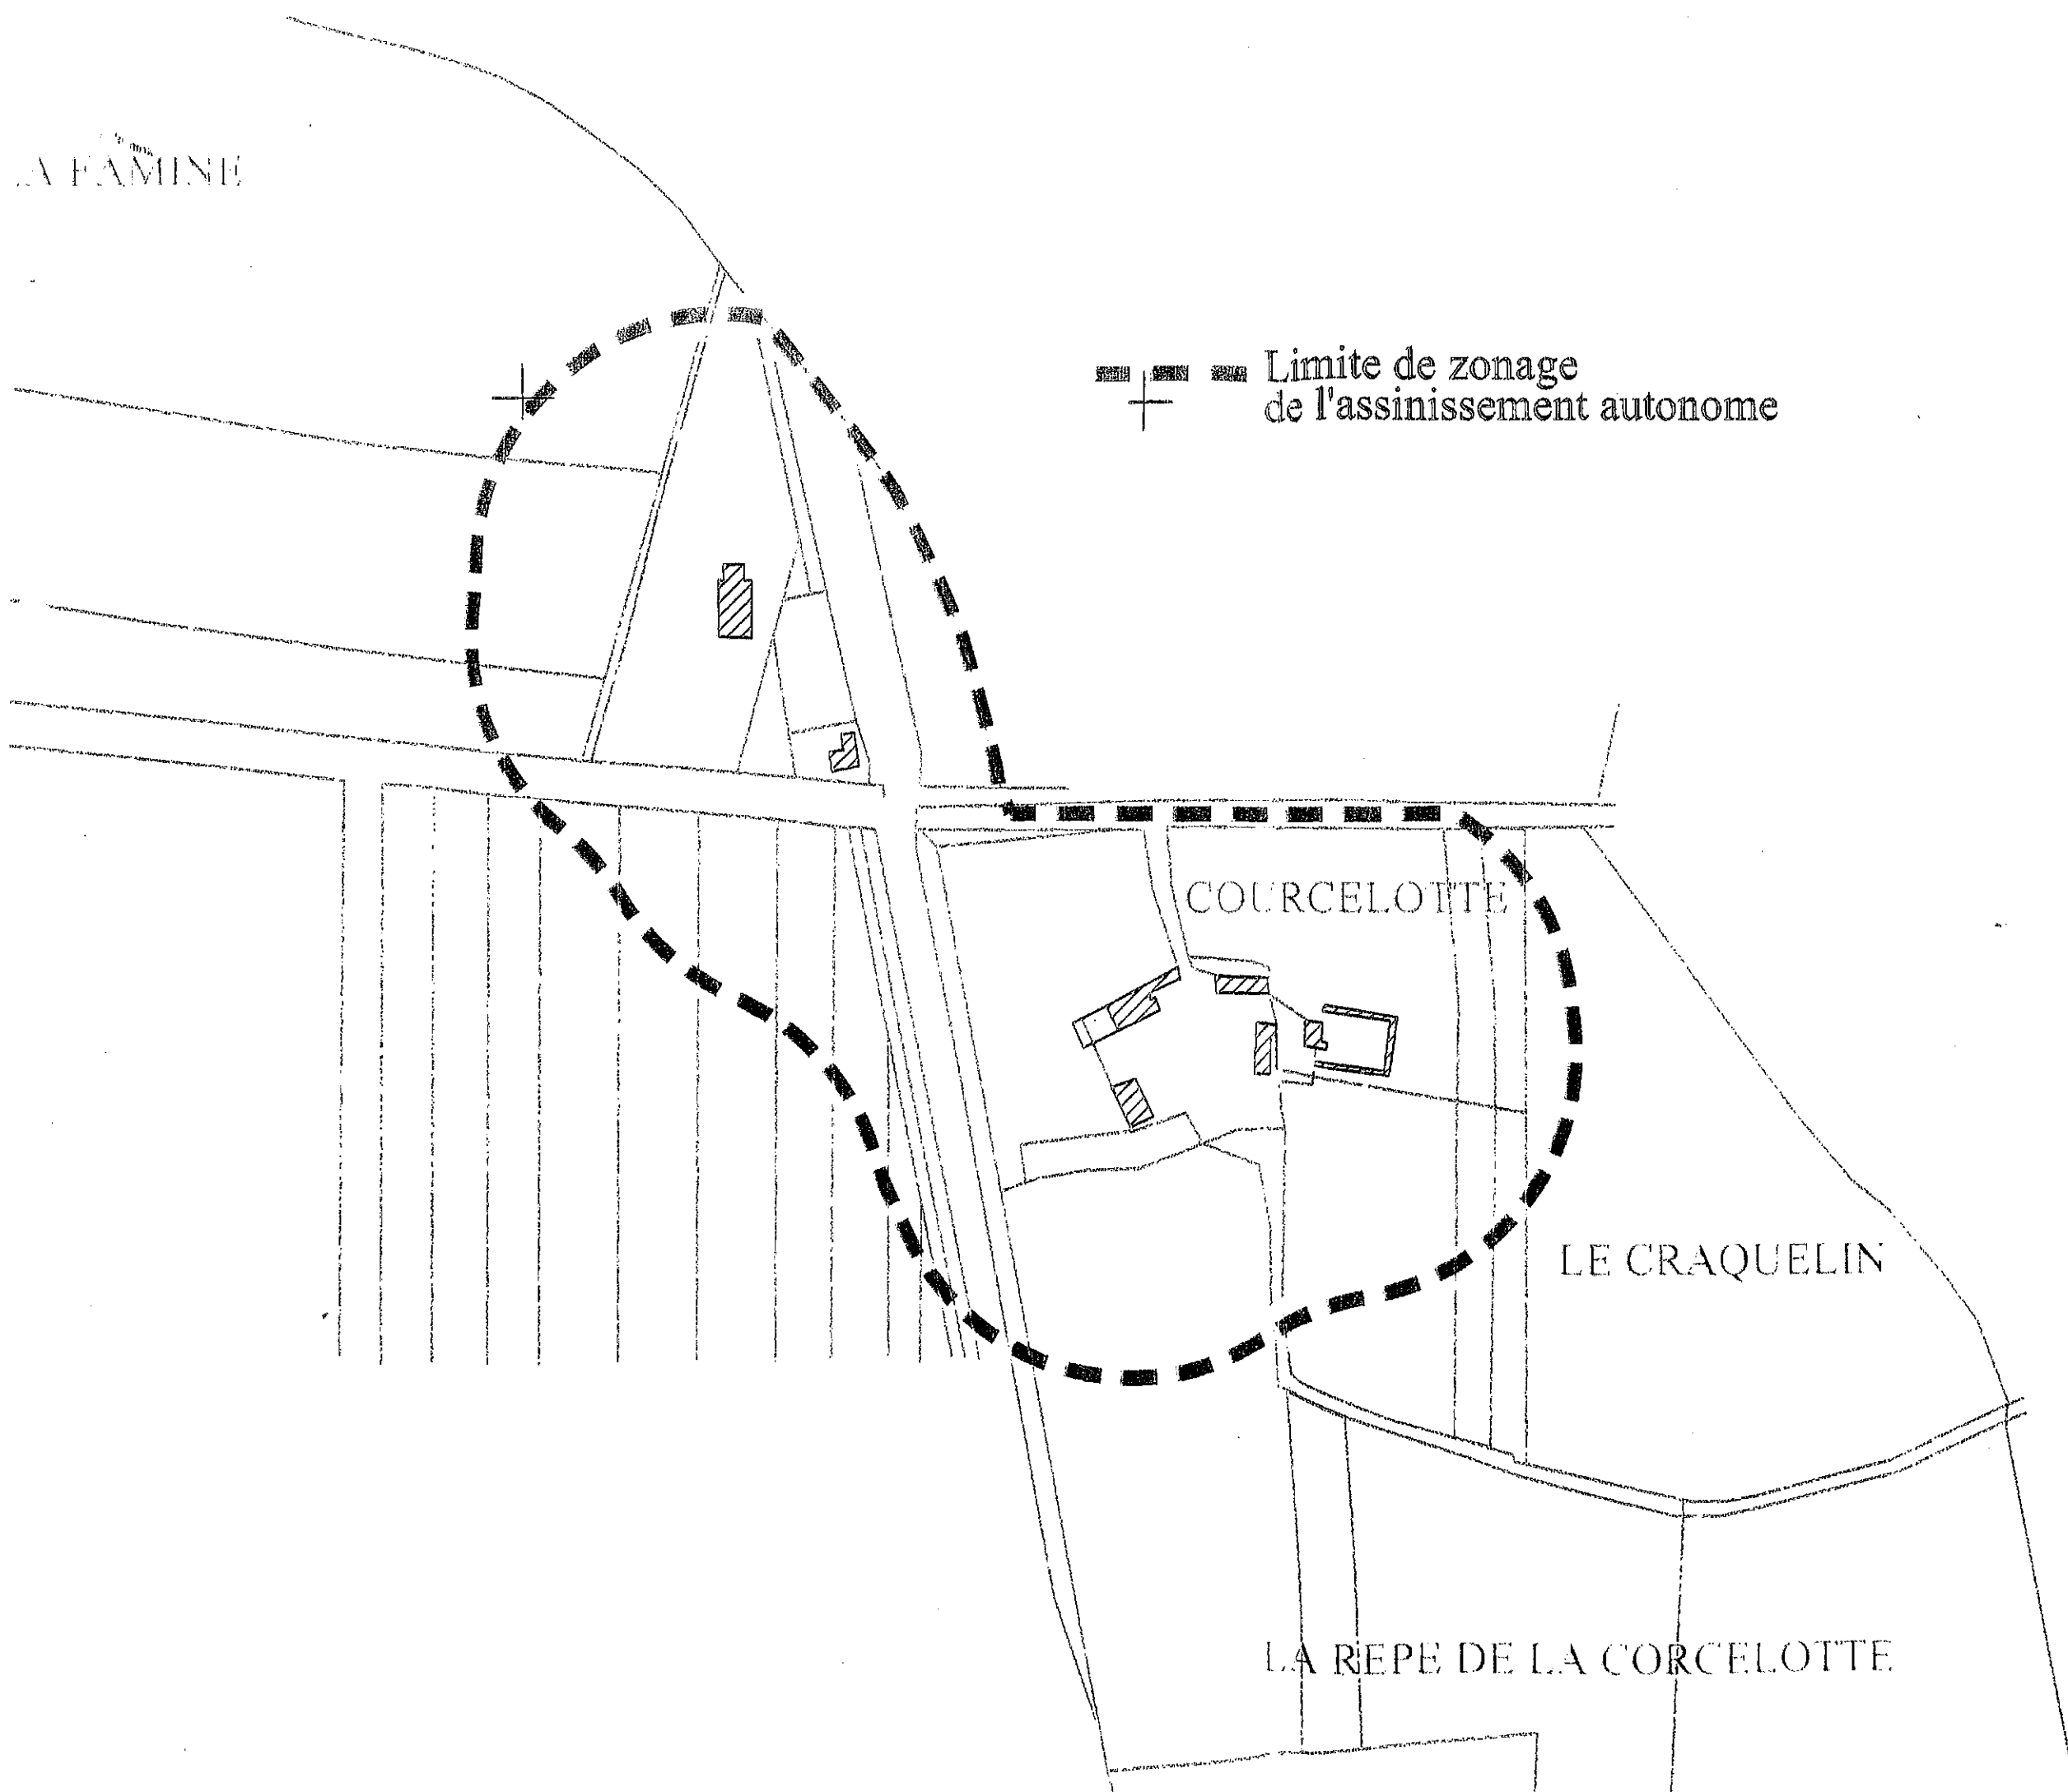 A FAMINE
Limite de zonage
de l'assinissement autonome
COURCELOTTE
LE CRAQUELIN
LA REPE DE LA CORCELOTTE